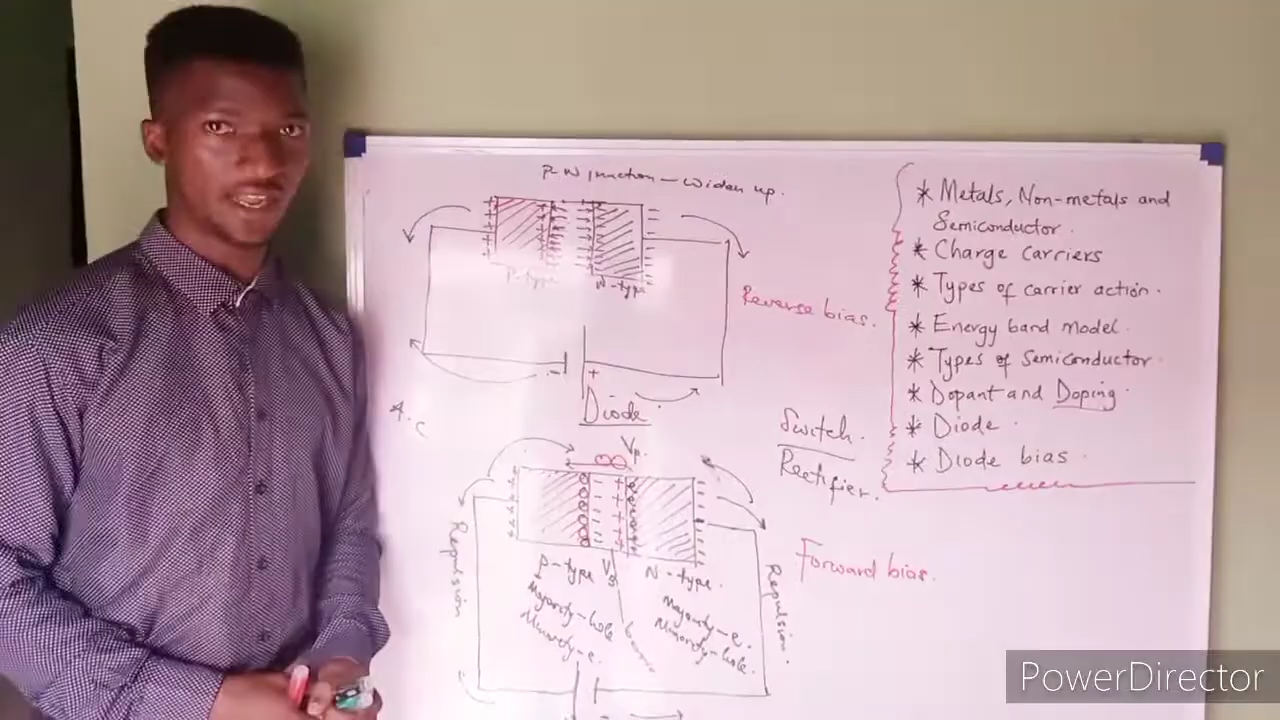 P-N junction - Widen up.
P-type
N-type
Reverse bias.
- +
Diode.
A.C
Switch.
Rectifier.
* Metals, Non-metals and
Semiconductor.
* Charge carriers
* Types of carrier action.
* Energy band model.
* Types of Semiconductor.
* Dopant and Doping.
* Diode.
* Diode bias.
Forward bias.
Repulsion
P-type
Majority-hole
Minority-e.
N-type.
Majority-e.
Minority-hole.
Repulsion.
PowerDirector